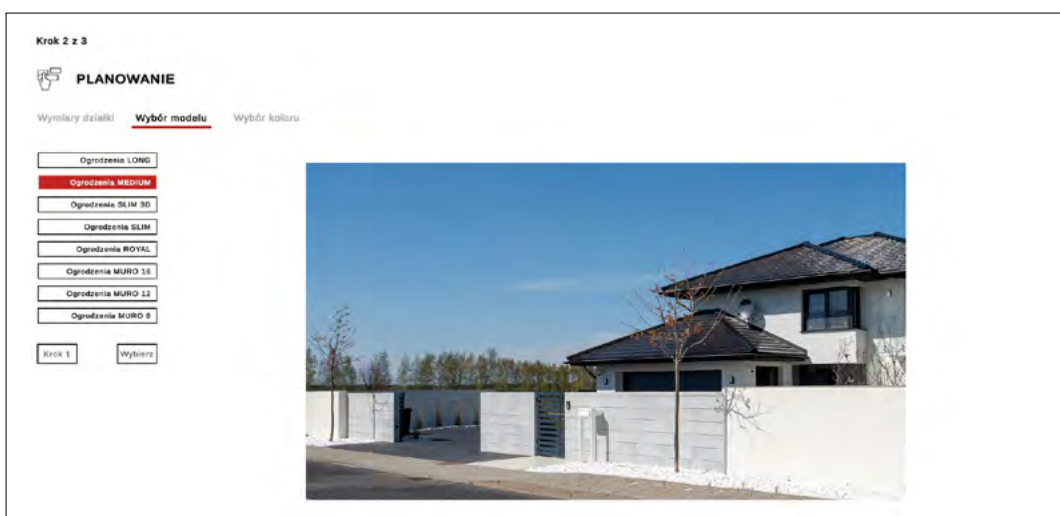 Krok 2 z 3
PLANOWANIE
Wymiary działki Wybór modelu Wybór koloru
Ogrodzenia LONG
Ogrodzenia MEDIUM
Ogrodzenia SLIM 3D
Ogrodzenia SLIM
Ogrodzenia ROYAL
Ogrodzenia MURO 16
Ogrodzenia MURO 12
Ogrodzenia MURO 8
Krok 1 Wybierz